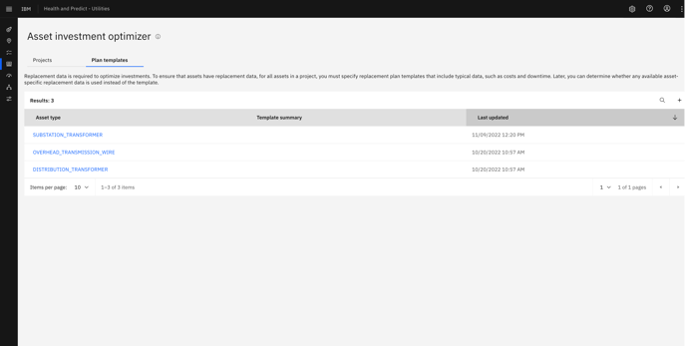 IBM Health and Predict - Utilities
Asset investment optimizer
Projects Plan templates
Replacement data is required to optimize investments. To ensure that assets have replacement data, for all assets in a project, you must specify replacement plan templates that include typical data, such as costs and downtime. Later, you can determine whether any available asset-
specific replacement data is used instead of the template.
Results: 3
Asset type Template summary Last updated
SUBSTATION_TRANSFORMER 11/09/2022 12:20 PM
OVERHEAD_TRANSMISSION_WIRE 10/20/2022 10:57 AM
DISTRIBUTION_TRANSFORMER 10/20/2022 10:57 AM
Items per page: 10 1–3 of 3 items 1 1 of 1 pages